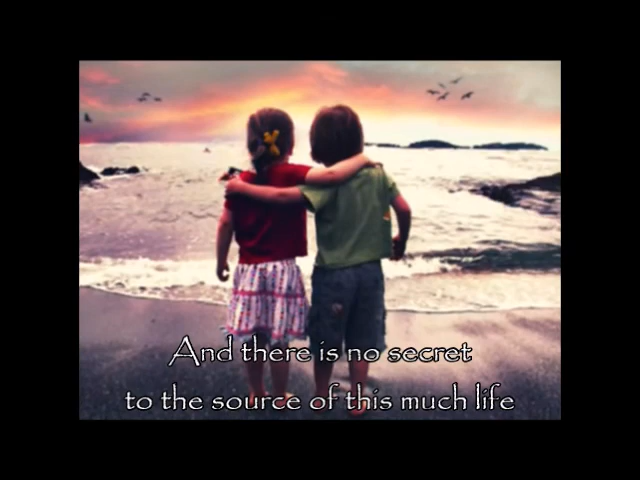 And there is no secret
to the source of this much life